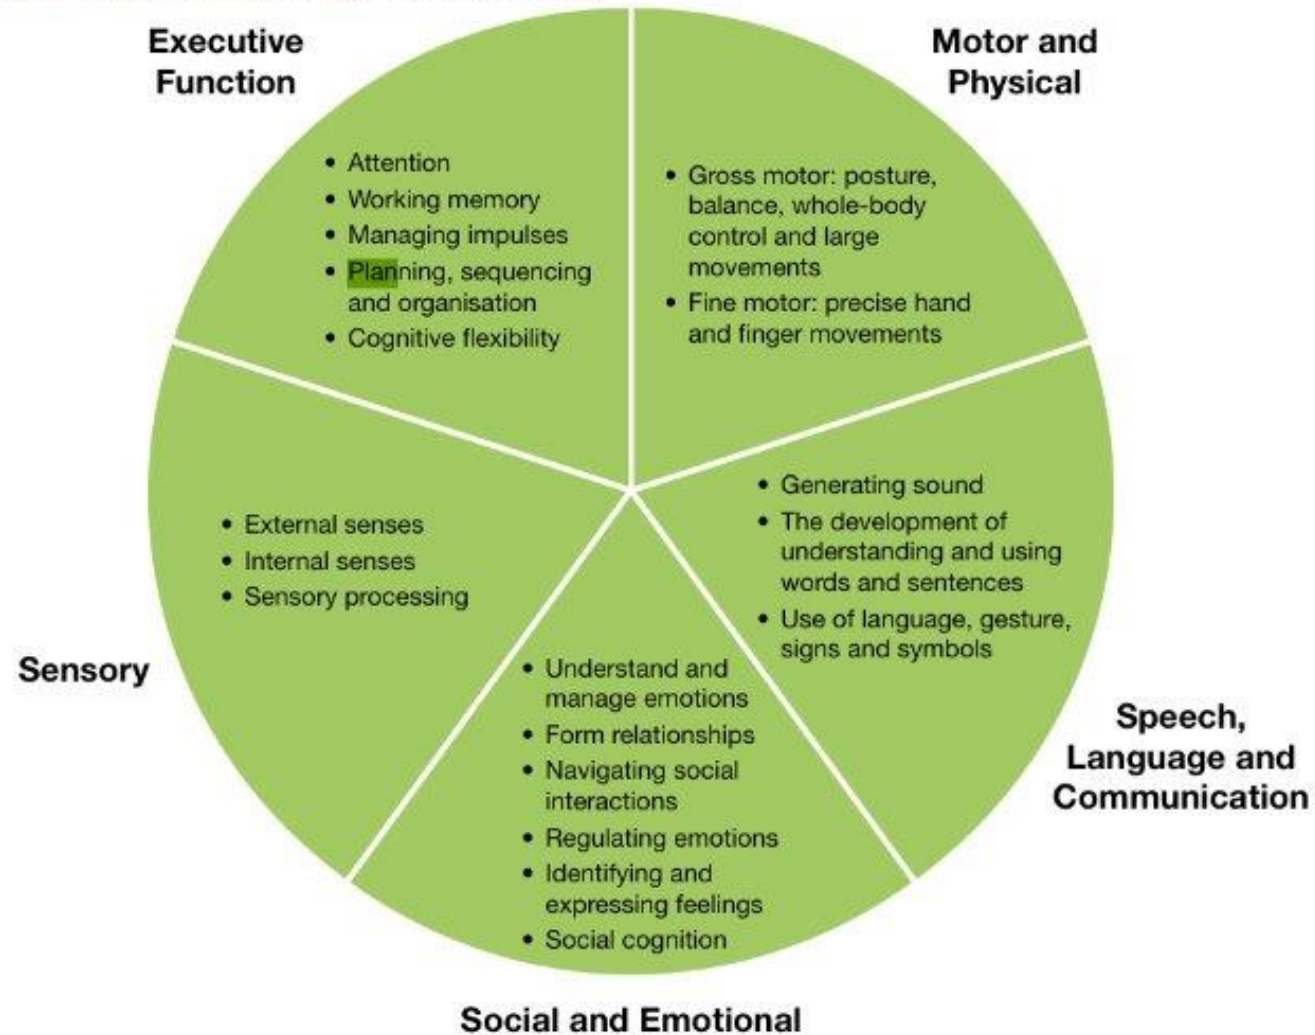 Executive
Function
• Attention
• Working memory
• Managing impulses
• Planning, sequencing
and organisation
• Cognitive flexibility
Motor and
Physical
• Gross motor: posture,
balance, whole-body
control and large
movements
• Fine motor: precise hand
and finger movements
• Generating sound
• The development of
understanding and using
words and sentences
• Use of language, gesture,
signs and symbols
Speech,
Language and
Communication
• Understand and
manage emotions
• Form relationships
• Navigating social
interactions
• Regulating emotions
• Identifying and
expressing feelings
• Social cognition
Social and Emotional
• External senses
• Internal senses
• Sensory processing
Sensory